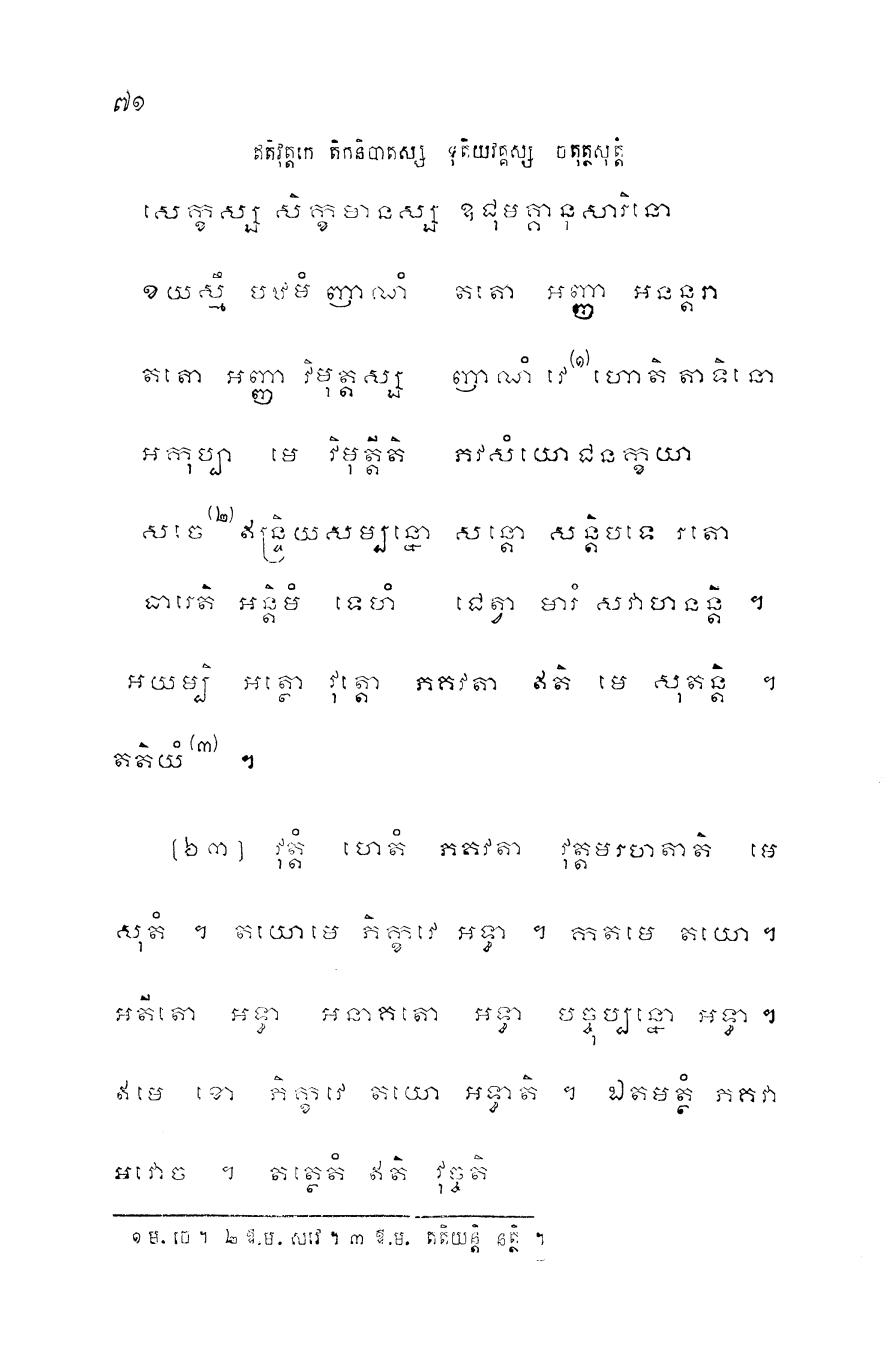 ៧១
ឥតិវុត្តកេ តិកនិបាតស្ស ទុតិយវគ្គស្ស ចតុត្ថសុត្តំ
សេក្ខស្ស សិក្ខមានស្ស ឧជុមគ្គានុសារិនោ
ខយស្មឹ បឋមំ ញាណំ តតោ អញ្ញា អនន្តរា
តតោ អញ្ញា វិមុត្តស្ស ញាណំ វេ(១) ហោតិ តាទិនោ
អកុប្បា មេ វិមុត្តីតិ ភវសំយោជនក្ខយា
សចេ(២) ឥន្ទ្រិយសម្បន្នោ សន្តោ សន្តិបទេ រតោ
ធារេតិ អន្តិមំ ទេហំ ជេត្វា មារំ សវាហនន្តិ ។
អយម្បិ អត្ថោ វុត្តោ ភគវតា ឥតិ មេ សុតន្តិ ។
តតិយំ(៣) ។
[៦៣] វុត្តំ ហេតំ ភគវតា វុត្តមរហតាតិ មេ
សុតំ ។ តយោមេ ភិក្ខវេ អទ្ធា ។ កតមេ តយោ ។
អតីតោ អទ្ធា អនាគតោ អទ្ធា បច្ចុប្បន្នោ អទ្ធា ។
ឥមេ ខោ ភិក្ខវេ តយោ អទ្ធាតិ ។ ឯតមត្ថំ ភគវា
អវោច ។ តត្ថេតំ ឥតិ វុច្ចតិ
១ ម. ចេ ។ ២ ឱ.ម. សវេ ។ ៣ ឱ.ម. តតិយន្តិ នត្ថិ ។